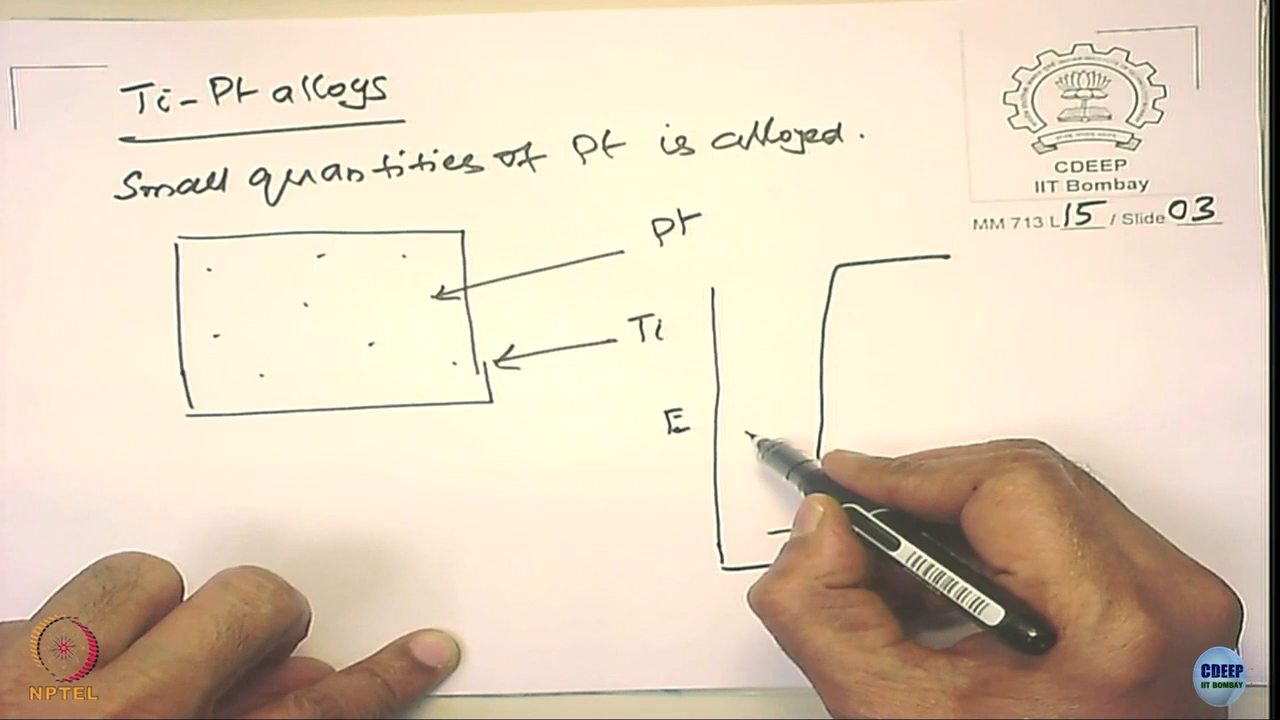 Ti-Pt alloys
Small quantities of Pt is alloyed.
CDEEP
IIT Bombay
MM 713 L 15 / Slide 03
Pt
Ti
E
NPTEL
CDEEP
IIT BOMBAY